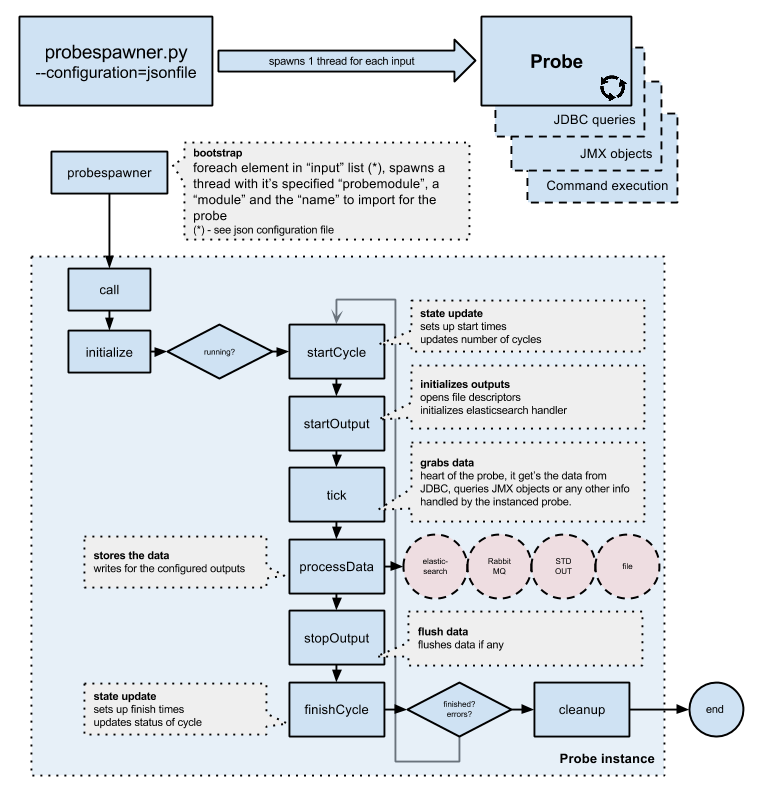 probespawner.py
--configuration=jsonfile
spawns 1 thread for each input
Probe
JDBC queries
JMX objects
Command execution
probespawner
bootstrap
foreach element in “input” list (*), spawns a
thread with it’s specified “probemodule”, a
“module” and the “name” to import for the
probe
(*) - see json configuration file
call
initialize
running?
startCycle
state update
sets up start times
updates number of cycles
startOutput
initializes outputs
opens file descriptors
initializes elasticsearch handler
tick
grabs data
heart of the probe, it get’s the data from
JDBC, queries JMX objects or any other info
handled by the instanced probe.
stores the data
writes for the configured outputs
processData
elastic-
search
Rabbit
MQ
STD
OUT
file
stopOutput
flush data
flushes data if any
state update
sets up finish times
updates status of cycle
finishCycle
finished?
errors?
cleanup
end
Probe instance